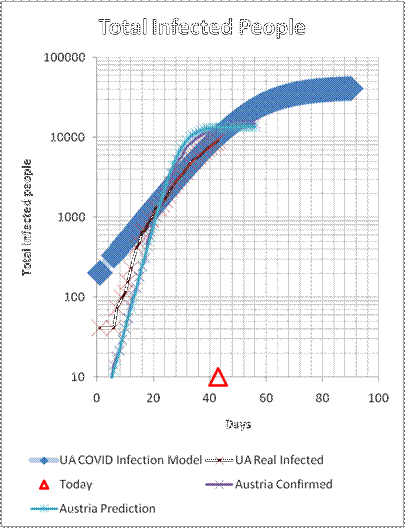 Total Infected People
100000
10000
1000
100
10
Total infected people
0 20 40 60 80 100
Days
UA COVID Infection Model UA Real Infected
Today Austria Confirmed
Austria Prediction